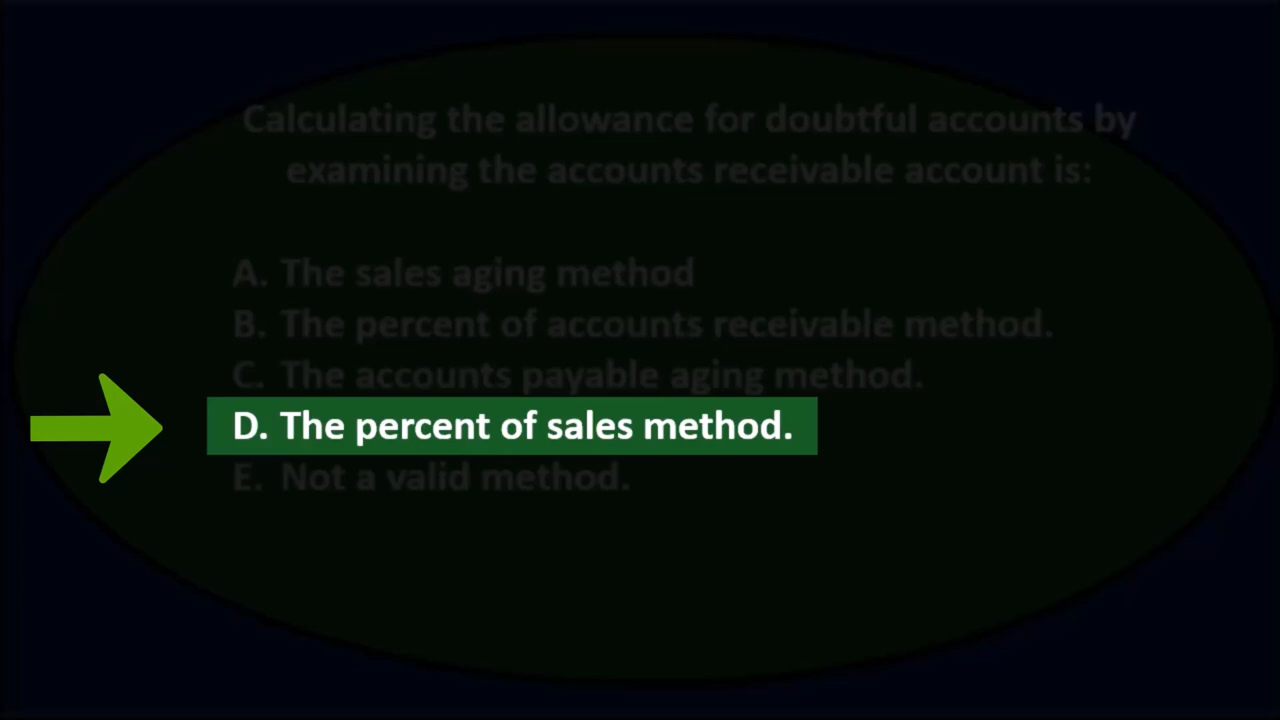 Calculating the allowance for doubtful accounts by
examining the accounts receivable account is:
A. The sales aging method
B. The percent of accounts receivable method.
C. The accounts payable aging method.
D. The percent of sales method.
E. Not a valid method.